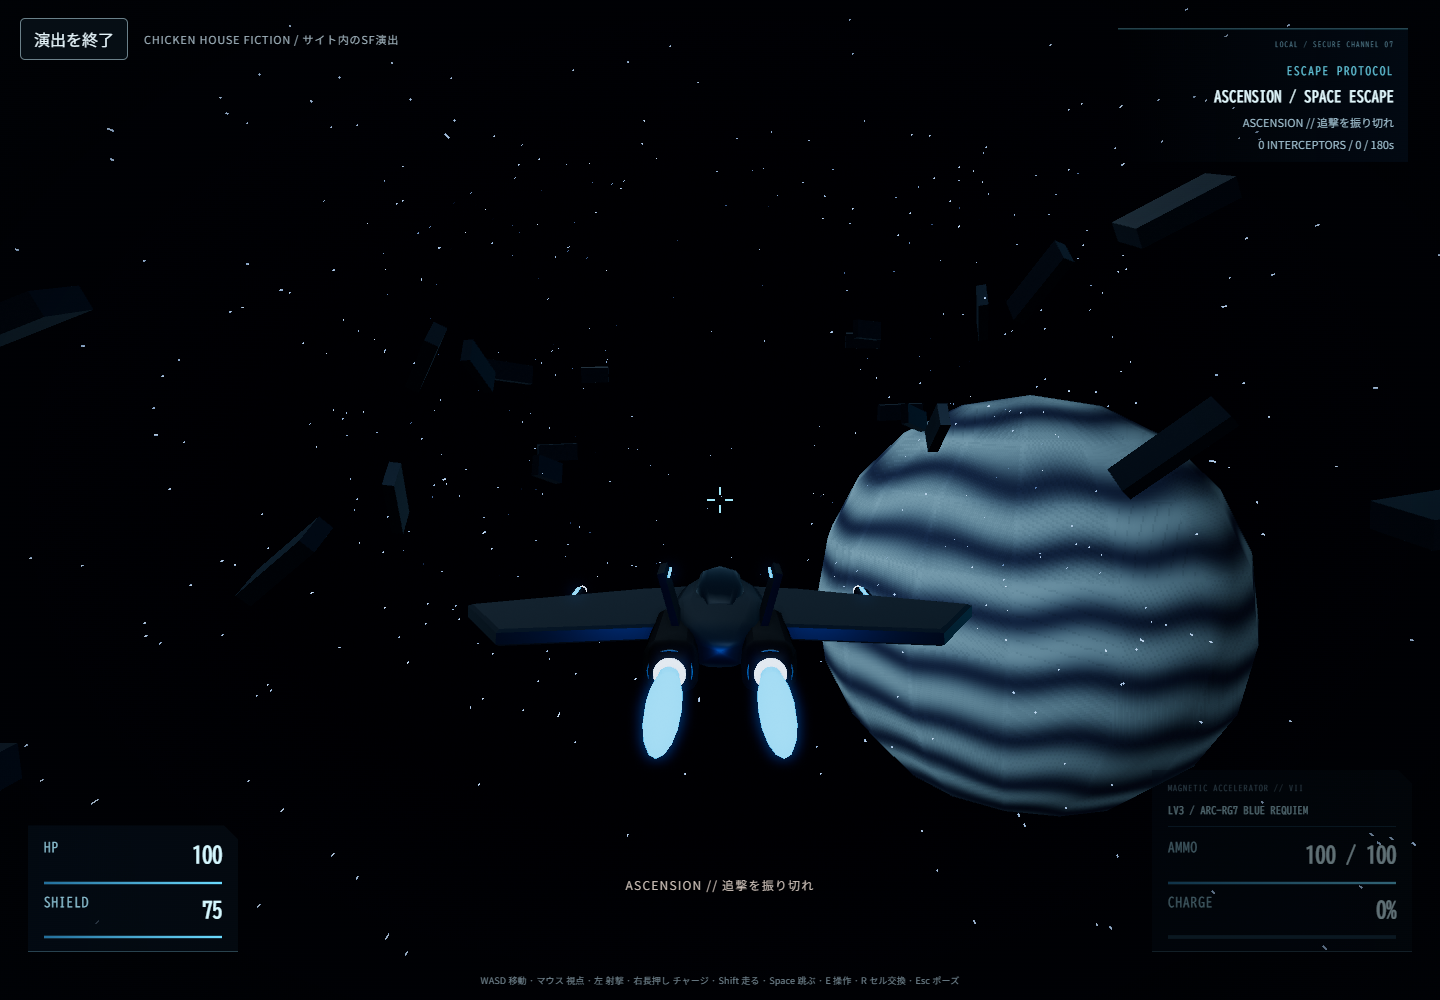 演出を終了
CHICKEN HOUSE FICTION / サイト内のSF演出
LOCAL / SECURE CHANNEL 07
ESCAPE PROTOCOL
ASCENSION / SPACE ESCAPE
ASCENSION // 追撃を振り切れ
0 INTERCEPTORS / 0 / 180s
HP
100
SHIELD
75
ASCENSION // 追撃を振り切れ
MAGNETIC ACCELERATOR // VII
LV3 / ARC-RG7 BLUE REQUIEM
AMMO
100 / 100
CHARGE
0%
WASD 移動 · マウス 視点 · 左 射撃 · 右長押し チャージ · Shift 走る · Space 跳ぶ · E 操作 · R セル交換 · Esc ポーズ